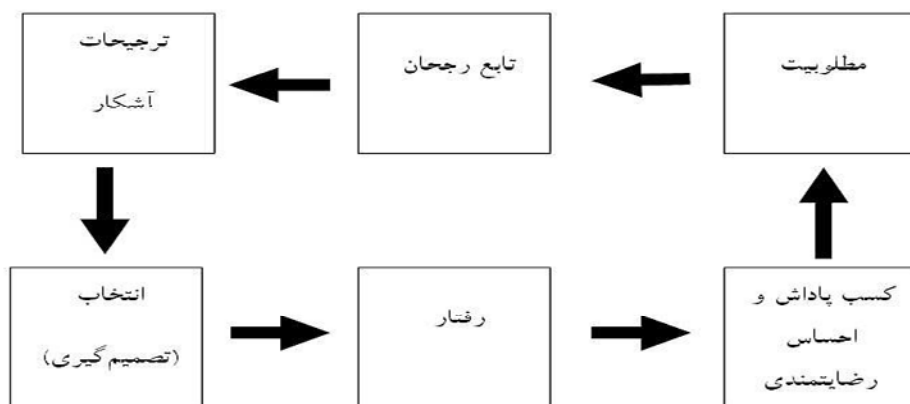 مطلوبیت
تابع رجحان
ترجیحات
آشکار
انتخاب
(تصمیم‌گیری)
رفتار
کسب پاداش و
احساس
رضایتمندی